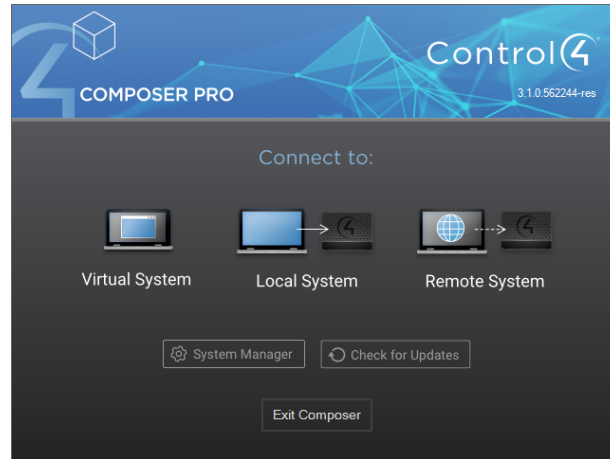 Control4
COMPOSER PRO
3.1.0.562244-res
Connect to:
Virtual System
Local System
Remote System
System Manager
Check for Updates
Exit Composer